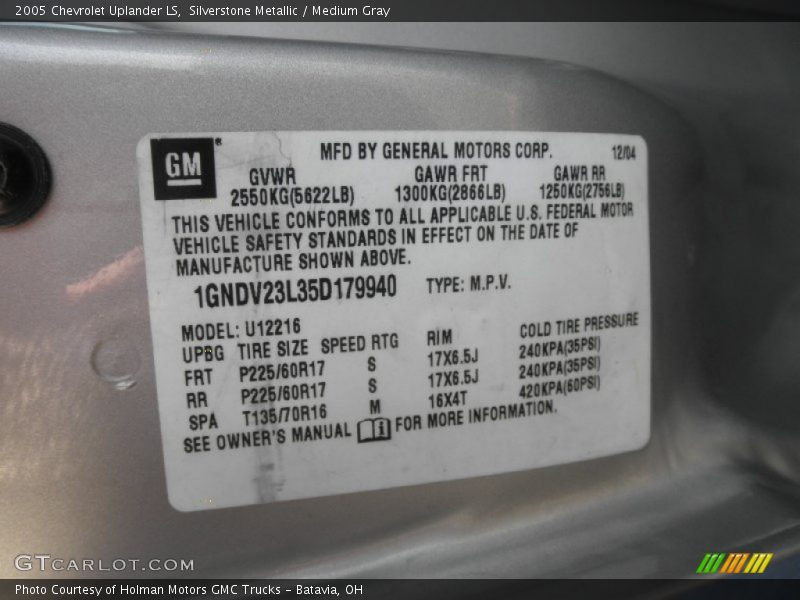 2005 Chevrolet Uplander LS, Silverstone Metallic / Medium Gray
GM
MFD BY GENERAL MOTORS CORP. 12/04
GVWR GAWR FRT GAWR RR
2550KG(5622LB) 1300KG(2866LB) 1250KG(2756LB)
THIS VEHICLE CONFORMS TO ALL APPLICABLE U.S. FEDERAL MOTOR
VEHICLE SAFETY STANDARDS IN EFFECT ON THE DATE OF
MANUFACTURE SHOWN ABOVE.
1GNDV23L35D179940 TYPE: M.P.V.
MODEL: U12216
UPBG TIRE SIZE SPEED RTG RIM COLD TIRE PRESSURE
FRT P225/60R17 S 17X6.5J 240KPA(35PSI)
RR P225/60R17 S 17X6.5J 240KPA(35PSI)
SPA T135/70R16 M 16X4T 420KPA(60PSI)
SEE OWNER'S MANUAL i FOR MORE INFORMATION.
GTCARLOT.COM
Photo Courtesy of Holman Motors GMC Trucks - Batavia, OH